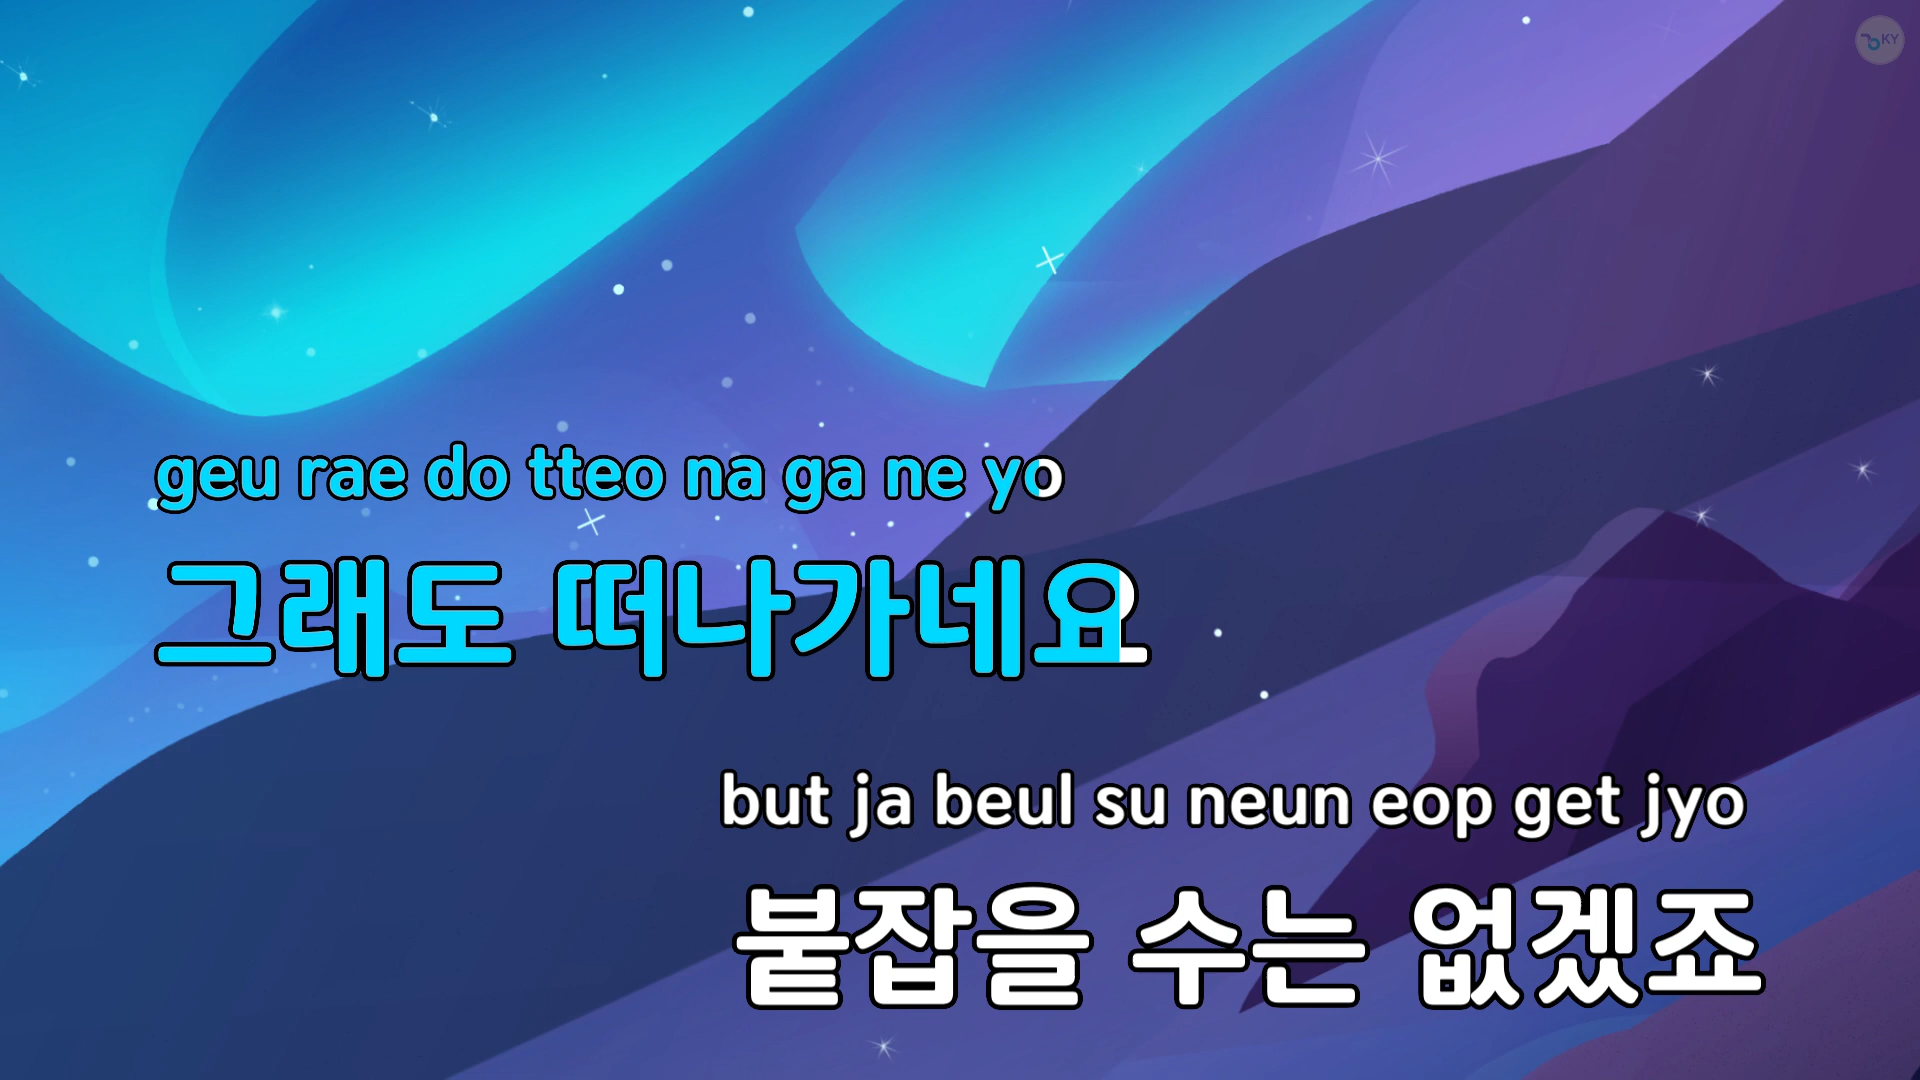 KY
geu rae do tteo na ga ne yo
그래도 떠나가네요
but ja beul su neun eop get jyo
붙잡을 수는 없겠죠